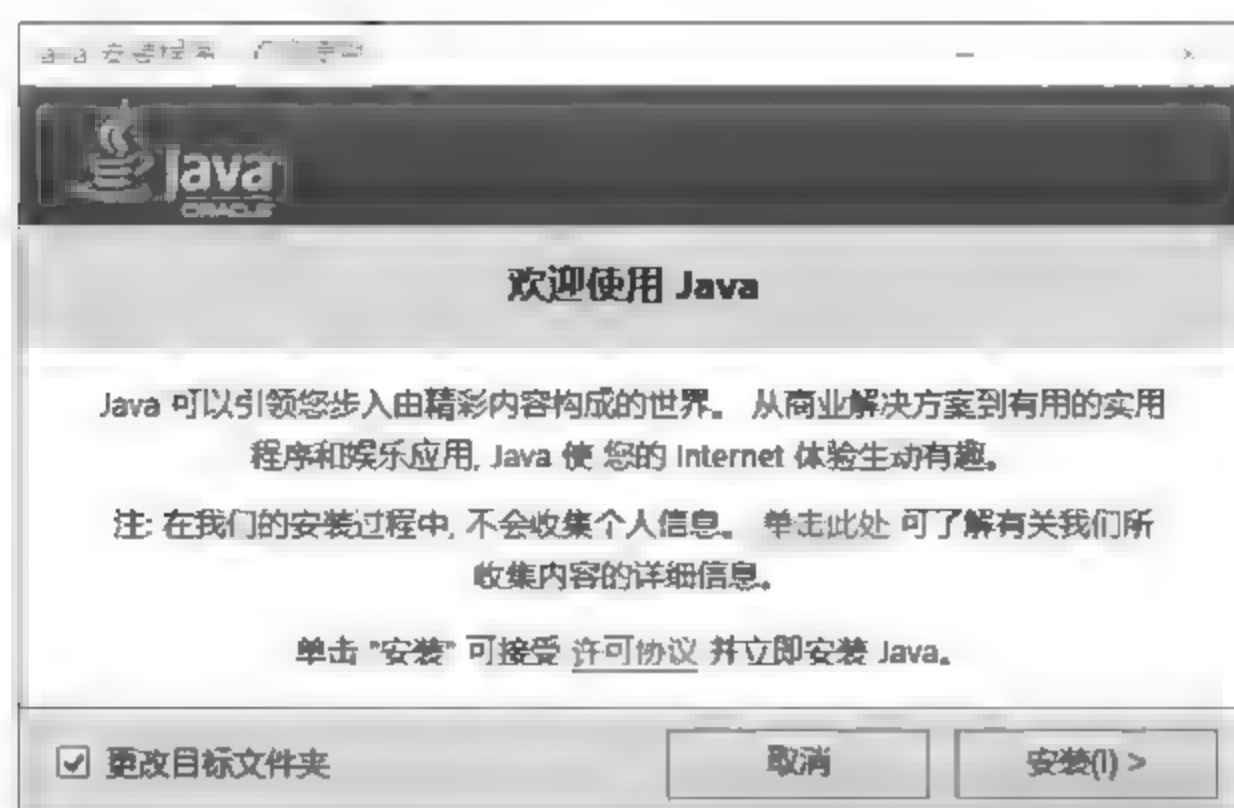 Java
ORACLE
欢迎使用 Java
Java 可以引领您步入由精彩内容构成的世界。 从商业解决方案到有用的实用
程序和娱乐应用, Java 使 您的 Internet 体验生动有趣。
注: 在我们的安装过程中, 不会收集个人信息。 单击此处 可了解有关我们所
收集内容的详细信息。
单击 "安装" 可接受 许可协议 并立即安装 Java。
更改目标文件夹
取消
安装(I) >